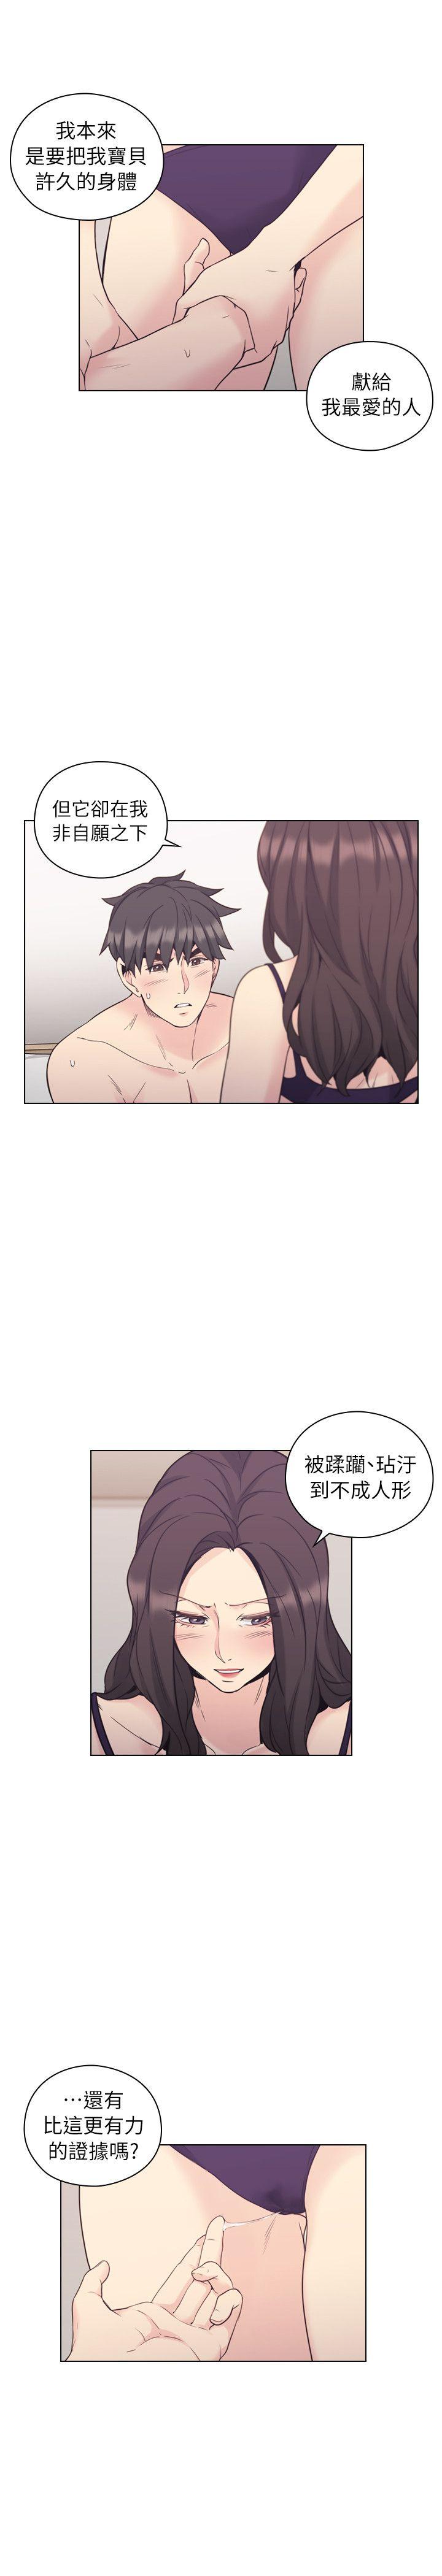 我本來
是要把我寶貝
許久的身體
獻給
我最愛的人
但它卻在我
非自願之下
被蹂躪、玷汙
到不成人形
…還有
比這更有力
的證據嗎?